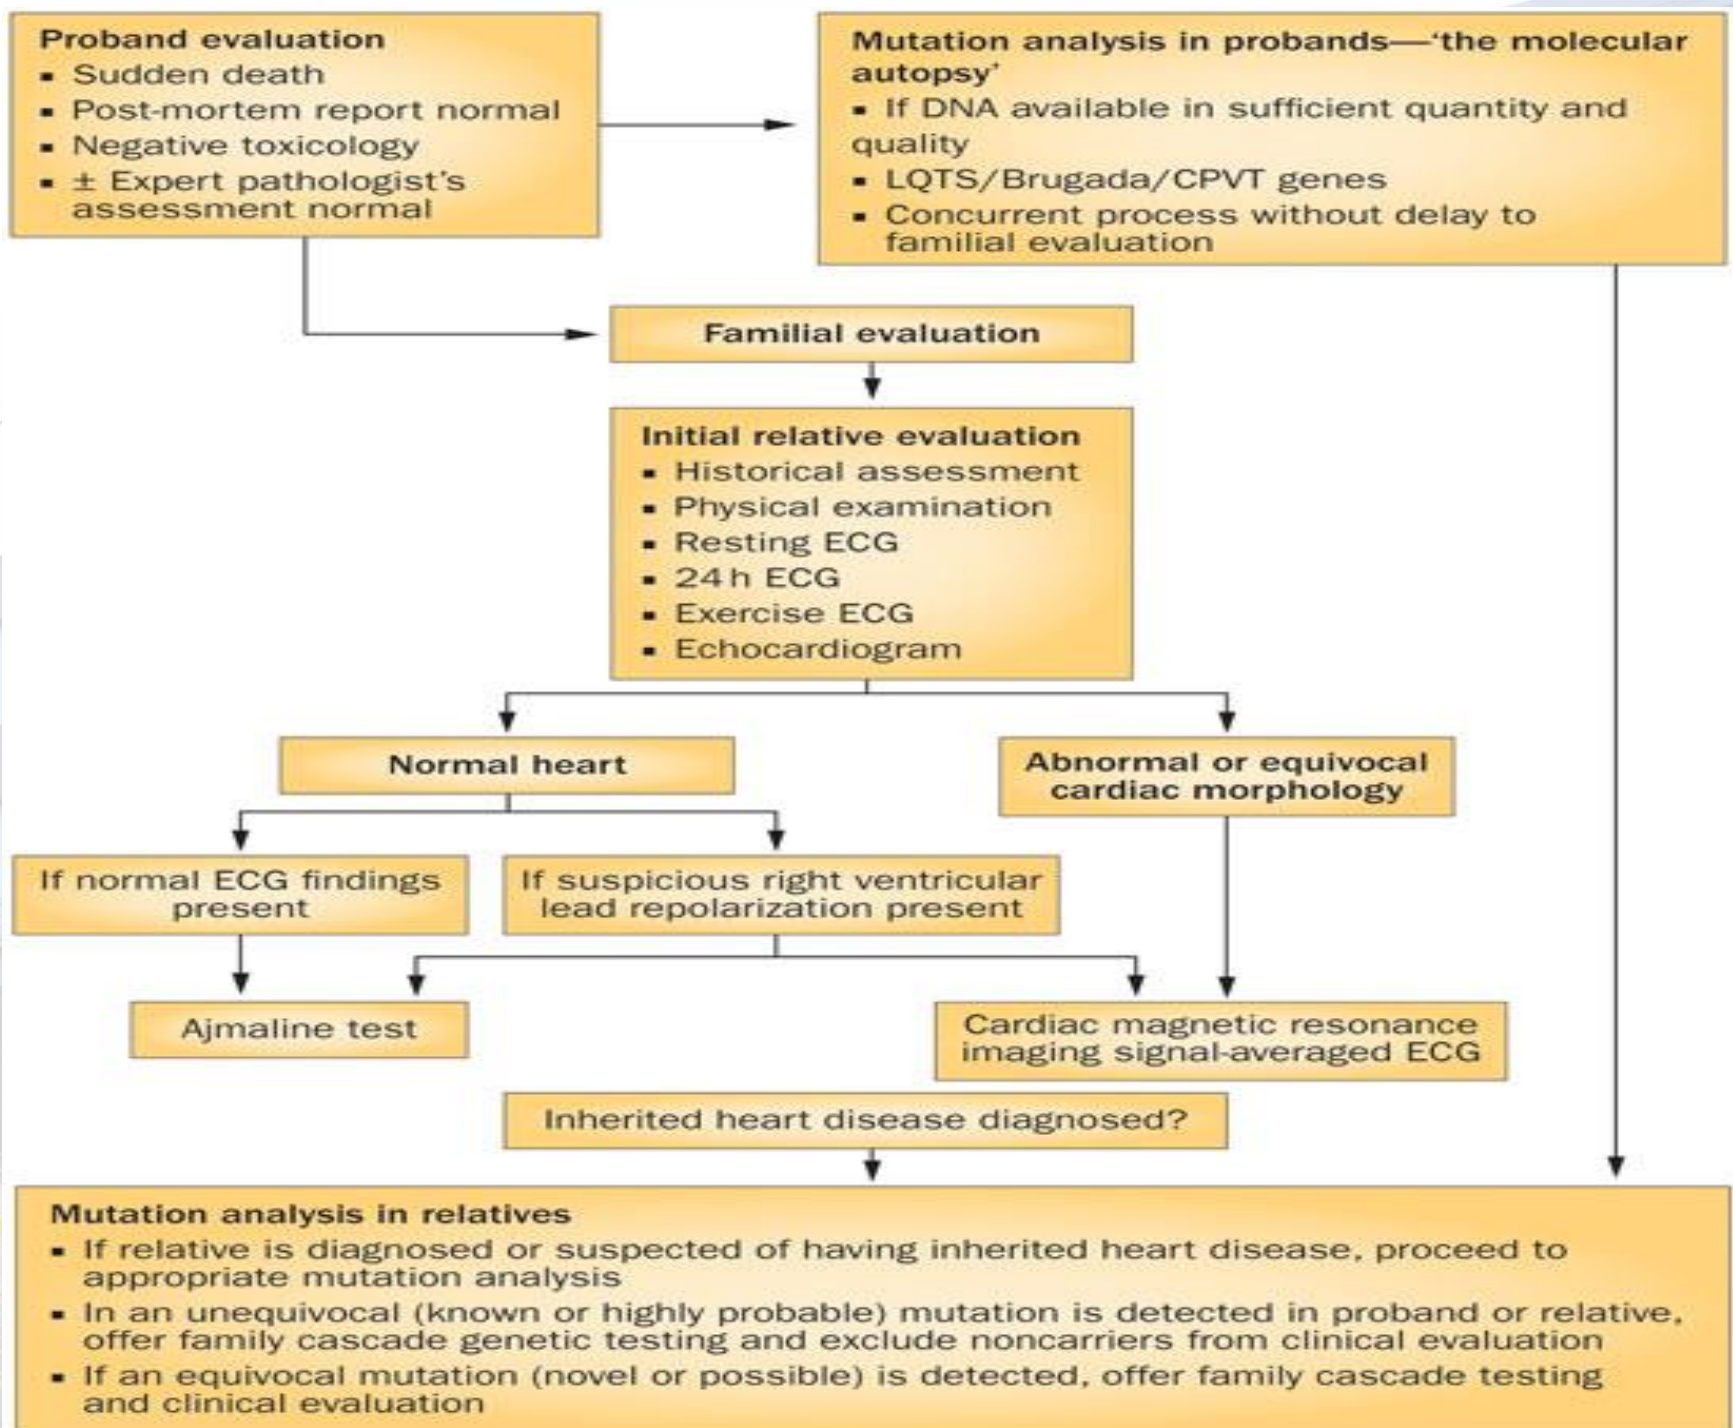 Proband evaluation
▪ Sudden death
▪ Post-mortem report normal
▪ Negative toxicology
▪ ± Expert pathologist's
assessment normal
Mutation analysis in probands—‘the molecular
autopsy’
▪ If DNA available in sufficient quantity and
quality
▪ LQTS/Brugada/CPVT genes
▪ Concurrent process without delay to
familial evaluation
Familial evaluation
Initial relative evaluation
▪ Historical assessment
▪ Physical examination
▪ Resting ECG
▪ 24 h ECG
▪ Exercise ECG
▪ Echocardiogram
Normal heart
Abnormal or equivocal
cardiac morphology
If normal ECG findings
present
If suspicious right ventricular
lead repolarization present
Ajmaline test
Cardiac magnetic resonance
imaging signal-averaged ECG
Inherited heart disease diagnosed?
Mutation analysis in relatives
▪ If relative is diagnosed or suspected of having inherited heart disease, proceed to
appropriate mutation analysis
▪ In an unequivocal (known or highly probable) mutation is detected in proband or relative,
offer family cascade genetic testing and exclude noncarriers from clinical evaluation
▪ If an equivocal mutation (novel or possible) is detected, offer family cascade testing
and clinical evaluation